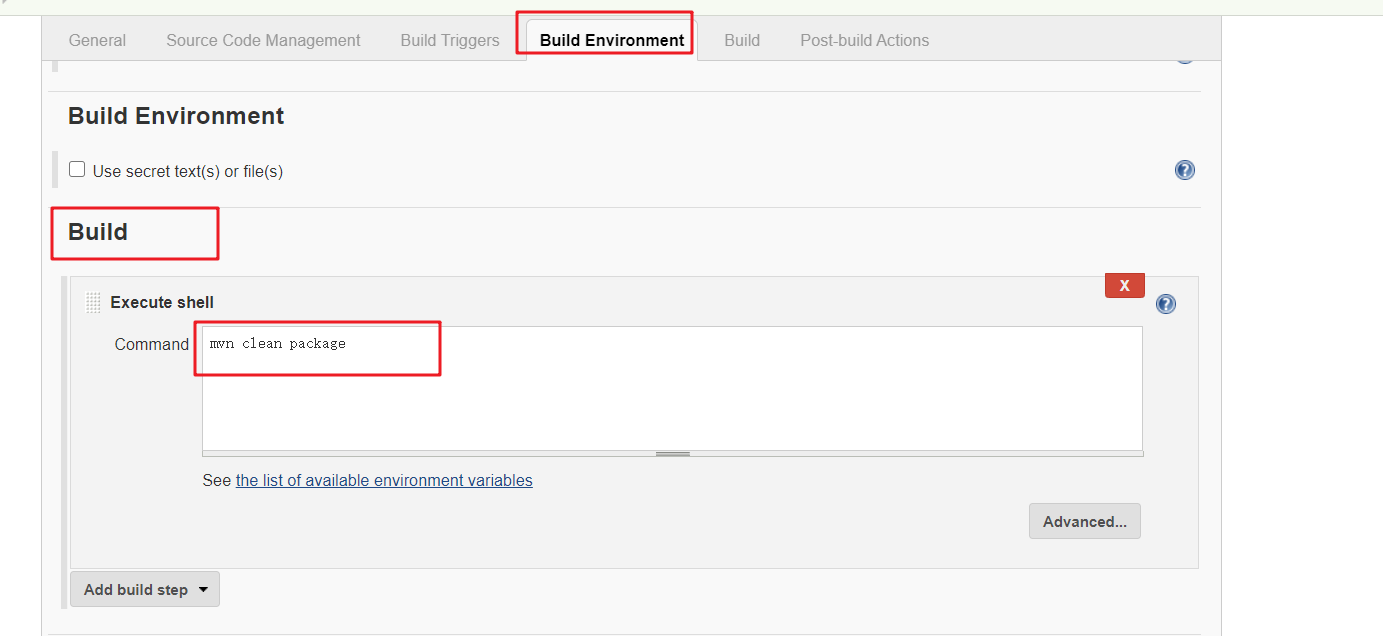 General Source Code Management Build Triggers Build Environment Build Post-build Actions
Build Environment
Use secret text(s) or file(s)
Build
X
Execute shell
Command mvn clean package
See the list of available environment variables
Advanced...
Add build step